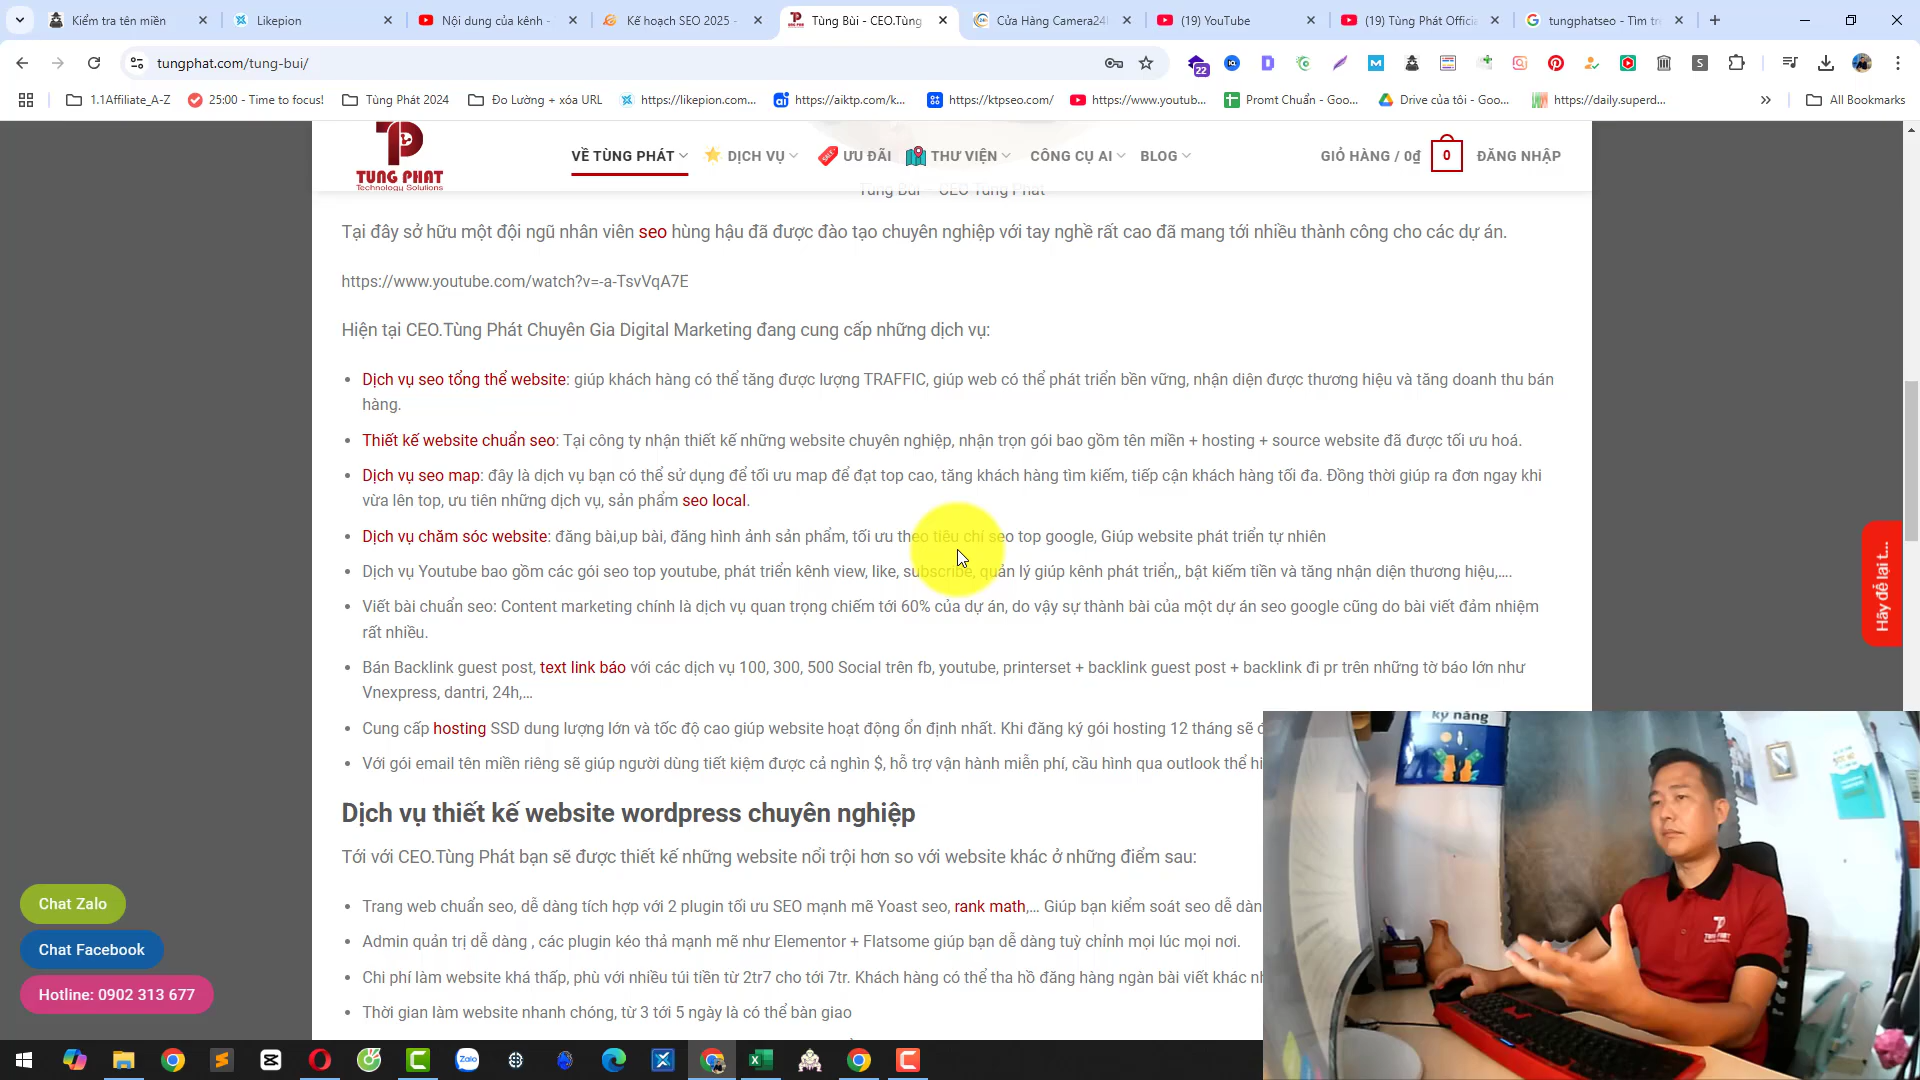 Kiểm tra tên miền
Likepion
Nội dung của kênh -
Kế hoạch SEO 2025 -
Tùng Bùi - CEO.Tùng
Cửa Hàng Camera24
(19) YouTube
(19) Tùng Phát Offici
tungphatseo - Tìm tr
tungphat.com/tung-bui/
22
1.1Affiliate_A-Z
25:00 - Time to focus!
Tùng Phát 2024
Đo Lường + xóa URL
https://likepion.com...
https://aiktp.com/k...
https://ktpseo.com/
https://www.youtub...
Promt Chuẩn - Goo...
Drive của tôi - Goo...
https://daily.superd...
All Bookmarks
TUNG PHAT
Technology Solutions
VỀ TÙNG PHÁT
DỊCH VỤ
ƯU ĐÃI
THƯ VIỆN
CÔNG CỤ AI
BLOG
GIỎ HÀNG / 0₫
0
ĐĂNG NHẬP
Tùng Bùi – CEO Tùng Phát
Tại đây sở hữu một đội ngũ nhân viên seo hùng hậu đã được đào tạo chuyên nghiệp với tay nghề rất cao đã mang tới nhiều thành công cho các dự án.
https://www.youtube.com/watch?v=-a-TsvVqA7E
Hiện tại CEO.Tùng Phát Chuyên Gia Digital Marketing đang cung cấp những dịch vụ:
Dịch vụ seo tổng thể website: giúp khách hàng có thể tăng được lượng TRAFFIC, giúp web có thể phát triển bền vững, nhận diện được thương hiệu và tăng doanh thu bán
hàng.
Thiết kế website chuẩn seo: Tại công ty nhận thiết kế những website chuyên nghiệp, nhận trọn gói bao gồm tên miền + hosting + source website đã được tối ưu hoá.
Dịch vụ seo map: đây là dịch vụ bạn có thể sử dụng để tối ưu map để đạt top cao, tăng khách hàng tìm kiếm, tiếp cận khách hàng tối đa. Đồng thời giúp ra đơn ngay khi
vừa lên top, ưu tiên những dịch vụ, sản phẩm seo local.
Dịch vụ chăm sóc website: đăng bài,up bài, đăng hình ảnh sản phẩm, tối ưu theo tiêu chí seo top google, Giúp website phát triển tự nhiên
Dịch vụ Youtube bao gồm các gói seo top youtube, phát triển kênh view, like, subscribe, quản lý giúp kênh phát triển,, bật kiếm tiền và tăng nhận diện thương hiệu,....
Viết bài chuẩn seo: Content marketing chính là dịch vụ quan trọng chiếm tới 60% của dự án, do vậy sự thành bài của một dự án seo google cũng do bài viết đảm nhiệm
rất nhiều.
Bán Backlink guest post, text link báo với các dịch vụ 100, 300, 500 Social trên fb, youtube, printerset + backlink guest post + backlink đi pr trên những tờ báo lớn như
Vnexpress, dantri, 24h,...
Cung cấp hosting SSD dung lượng lớn và tốc độ cao giúp website hoạt động ổn định nhất. Khi đăng ký gói hosting 12 tháng sẽ
Với gói email tên miền riêng sẽ giúp người dùng tiết kiệm được cả nghìn $, hỗ trợ vận hành miễn phí, cầu hình qua outlook thể hi
Dịch vụ thiết kế website wordpress chuyên nghiệp
Tới với CEO.Tùng Phát bạn sẽ được thiết kế những website nổi trội hơn so với website khác ở những điểm sau:
Trang web chuẩn seo, dễ dàng tích hợp với 2 plugin tối ưu SEO mạnh mẽ Yoast seo, rank math,... Giúp bạn kiểm soát seo dễ dàn
Admin quản trị dễ dàng , các plugin kéo thả mạnh mẽ như Elementor + Flatsome giúp bạn dễ dàng tuỳ chỉnh mọi lúc mọi nơi.
Chi phí làm website khá thấp, phù với nhiều túi tiền từ 2tr7 cho tới 7tr. Khách hàng có thể tha hồ đăng hàng ngàn bài viết khác nh
Thời gian làm website nhanh chóng, từ 3 tới 5 ngày là có thể bàn giao
Chat Zalo
Chat Facebook
Hotline: 0902 313 677
Hãy để lại t...
kỹ năng
TUNG PHAT
Zalo